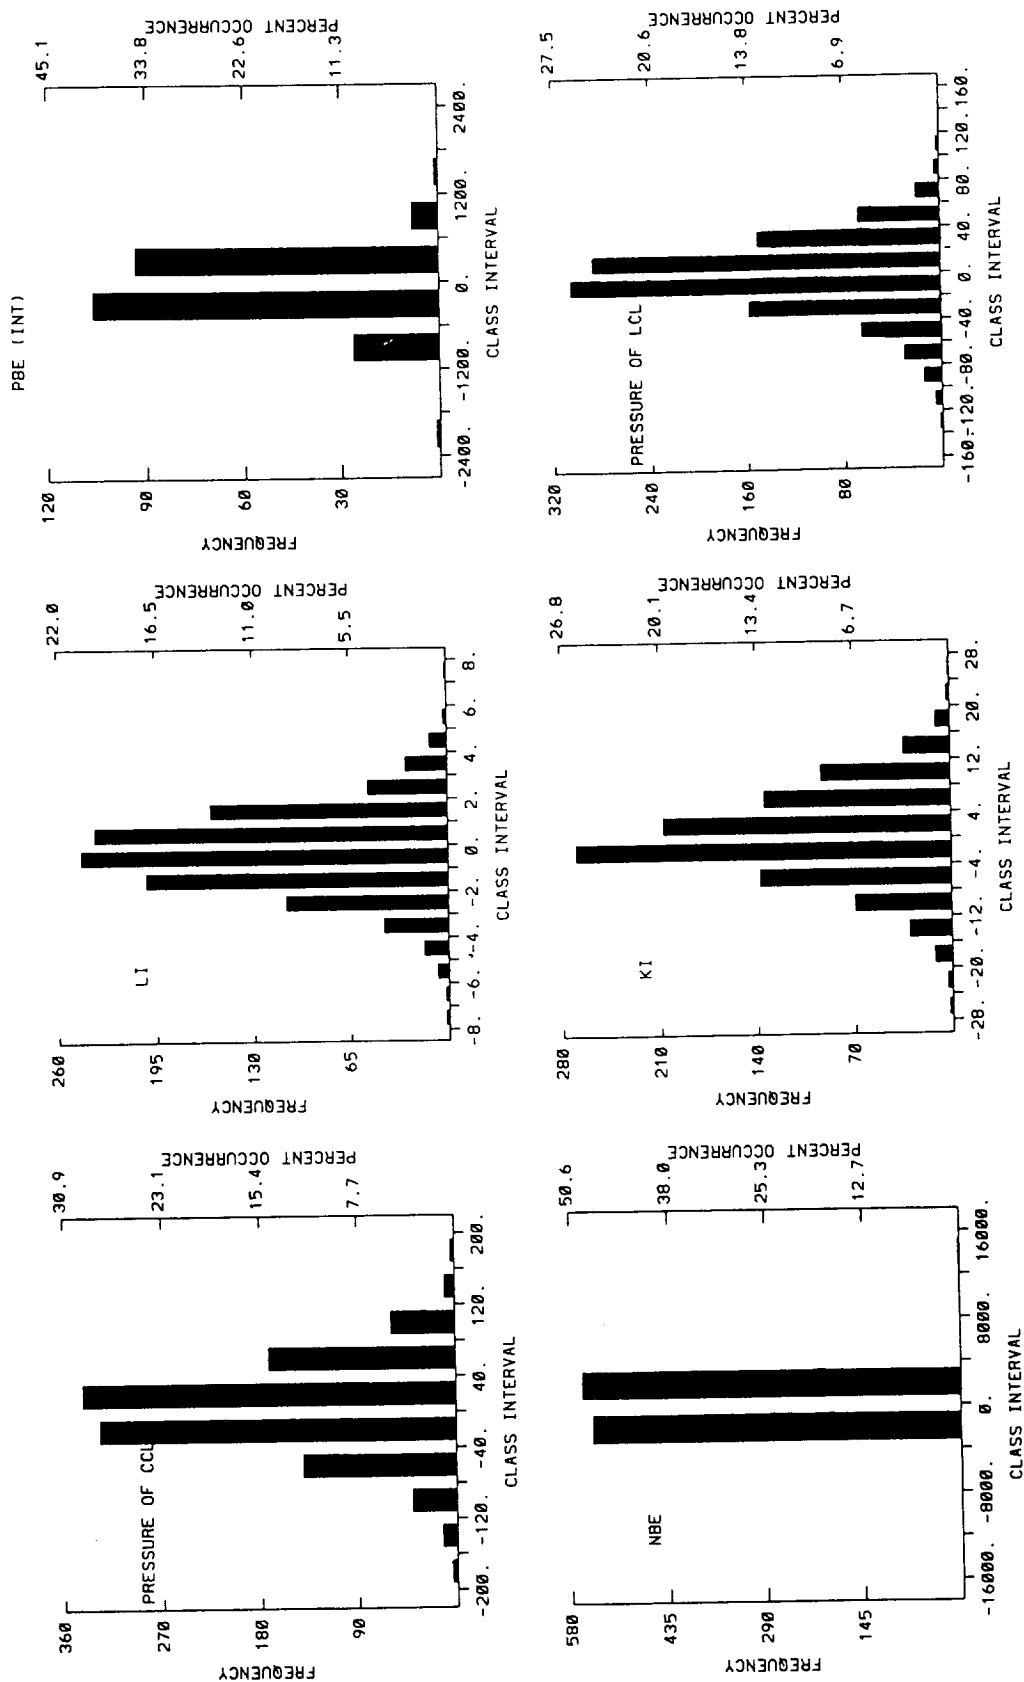 PRESSURE OF CCL
FREQUENCY
360
270
180
90
PERCENT OCCURRENCE
30.9
23.1
15.4
7.7
-200. -120. -40. 40. 120. 200.
CLASS INTERVAL
LI
FREQUENCY
260
195
130
65
PERCENT OCCURRENCE
22.0
16.5
11.0
5.5
-8. -6. -4. -2. 0. 2. 4. 6. 8.
CLASS INTERVAL
PBE (INT)
FREQUENCY
120
90
60
30
PERCENT OCCURRENCE
45.1
33.8
22.6
11.3
-2400. -1200. 0. 1200. 2400.
CLASS INTERVAL
NBE
FREQUENCY
580
435
290
145
PERCENT OCCURRENCE
50.6
38.0
25.3
12.7
-16000. -8000. 0. 8000. 16000.
CLASS INTERVAL
KI
FREQUENCY
280
210
140
70
PERCENT OCCURRENCE
26.8
20.1
13.4
6.7
-28. -20. -12. -4. 4. 12. 20. 28.
CLASS INTERVAL
PRESSURE OF LCL
FREQUENCY
320
240
160
80
PERCENT OCCURRENCE
27.5
20.6
13.8
6.9
-160. -120. -80. -40. 0. 40. 80. 120. 160.
CLASS INTERVAL